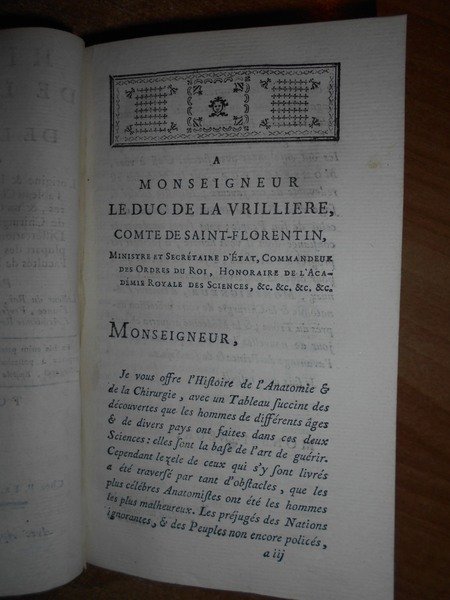 A
MONSEIGNEUR
LE DUC DE LA VRILLIERE,
COMTE DE SAINT-FLORENTIN,
MINISTRE ET SECRÉTAIRE D'ÉTAT, COMMANDEUR
DES ORDRES DU ROI, HONORAIRE DE L'ACA-
DÉMIE ROYALE DES SCIENCES, &c. &c. &c. &c.
MONSEIGNEUR,
Je vous offre l'Histoire de l'Anatomie &
de la Chirurgie, avec un Tableau succint des
découvertes que les hommes de différents âges
& de divers pays ont faites dans ces deux
Sciences: elles sont la base de l'art de guérir.
Cependant le zele de ceux qui s'y sont livrés
a été traversé par tant d'obstacles, que les
plus célébres Anatomistes ont été les hommes
les plus malheureux. Les préjugés des Nations
ignorantes, & des Peuples non encore policés,
a iij